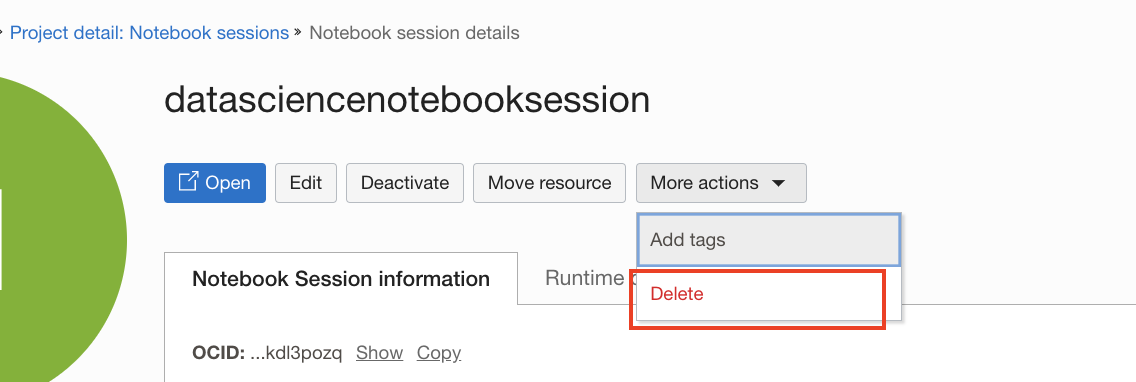 Project detail: Notebook sessions » Notebook session details
datasciencenotebooksession
Open Edit Deactivate Move resource More actions
Add tags
Notebook Session information Runtime
Delete
OCID: ...kdl3pozq Show Copy